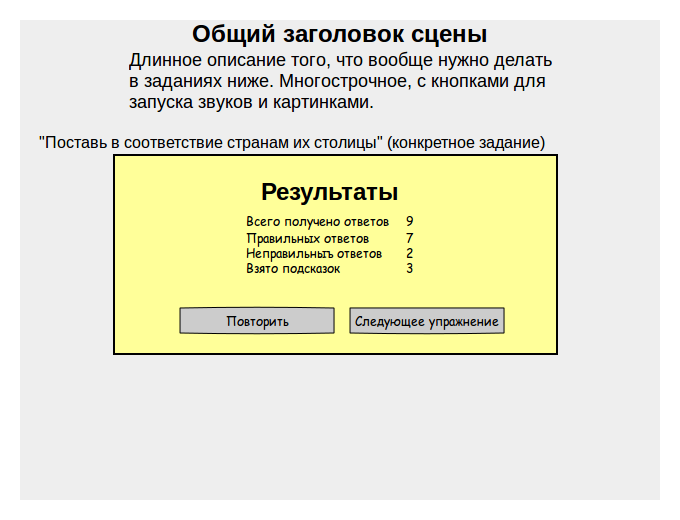 Общий заголовок сцены
Длинное описание того, что вообще нужно делать
в заданиях ниже. Многострочное, с кнопками для
запуска звуков и картинками.
"Поставь в соответствие странам их столицы" (конкретное задание)
Результаты
Всего получено ответов 9
Правильных ответов 7
Неправильныъ ответов 2
Взято подсказок 3
Повторить Следующее упражнение